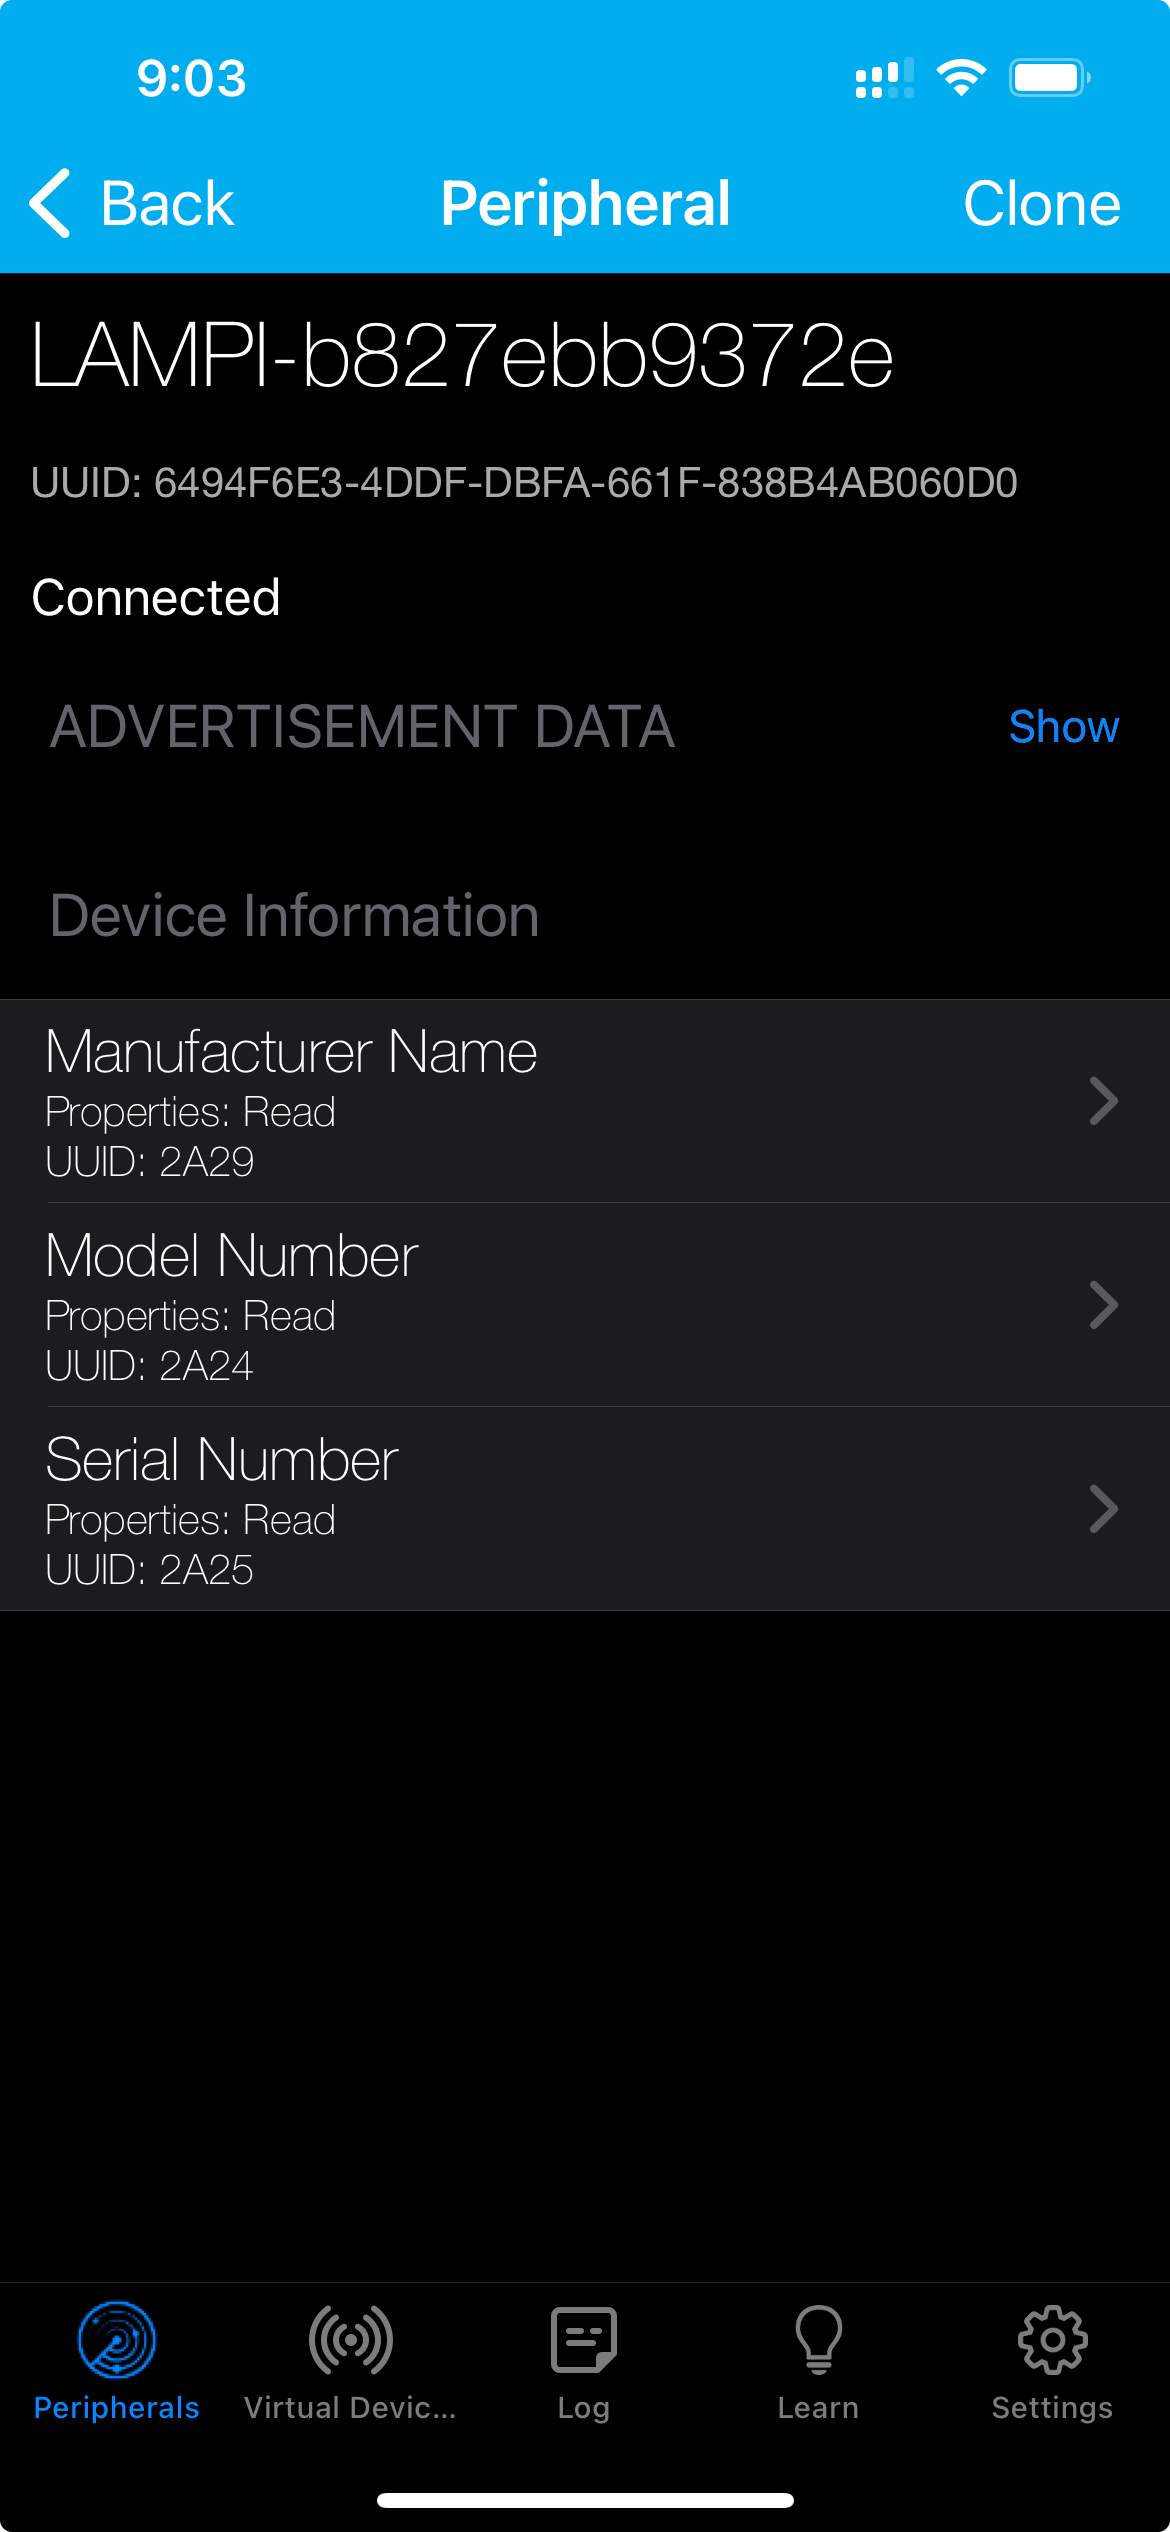 9:03
Back Peripheral Clone
LAMPI-b827ebb9372e
UUID: 6494F6E3-4DDF-DBFA-661F-838B4AB060D0
Connected
ADVERTISEMENT DATA Show
Device Information
Manufacturer Name
Properties: Read
UUID: 2A29
Model Number
Properties: Read
UUID: 2A24
Serial Number
Properties: Read
UUID: 2A25
Peripherals Virtual Devic... Log Learn Settings